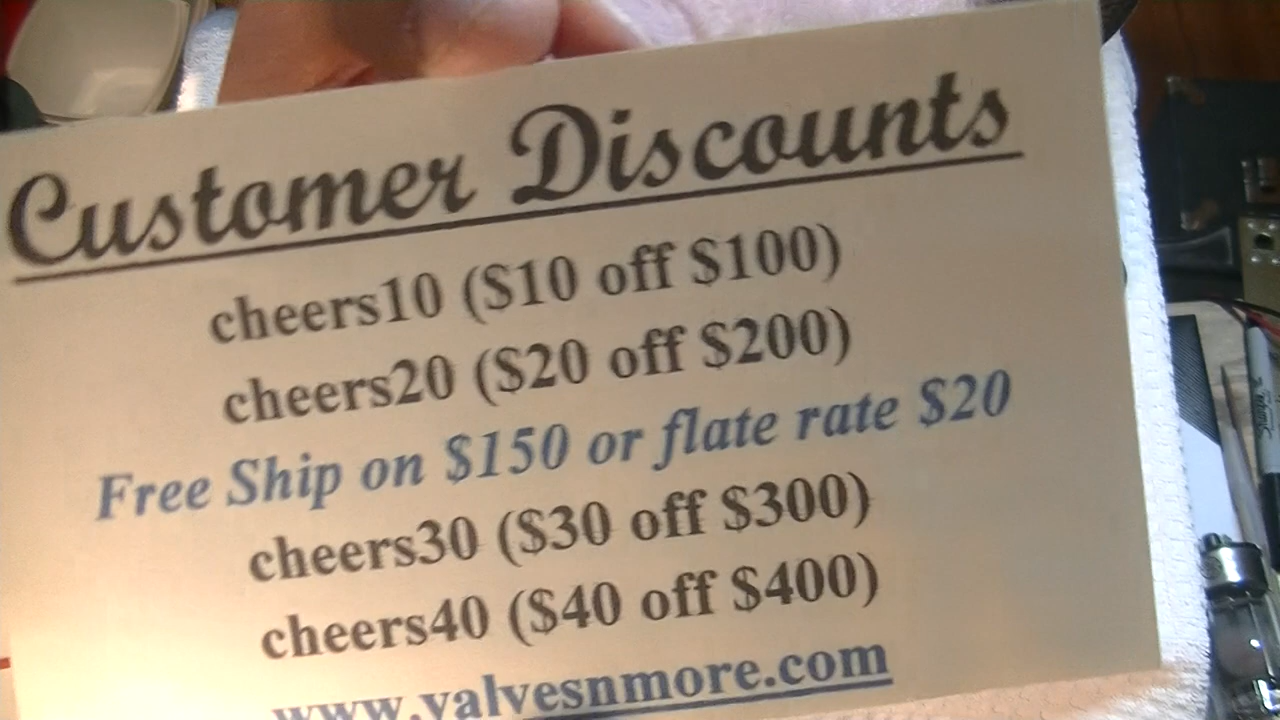 Customer Discounts
cheers10 ($10 off $100)
cheers20 ($20 off $200)
Free Ship on $150 or flate rate $20
cheers30 ($30 off $300)
cheers40 ($40 off $400)
www.valvesnmore.com